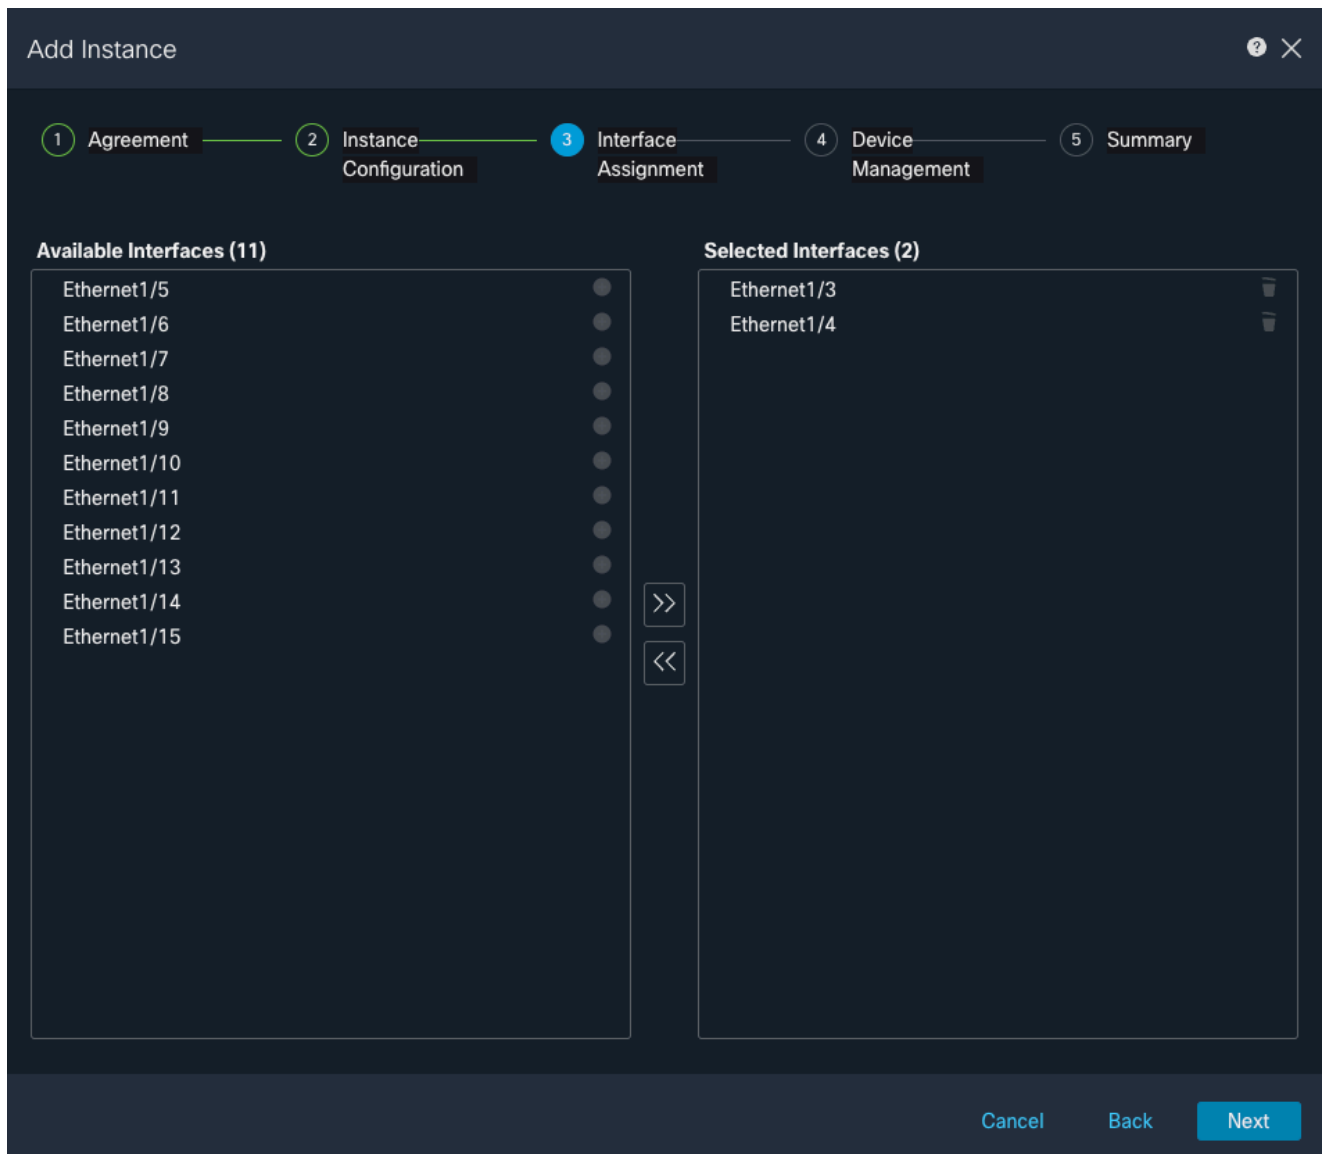 Add Instance
?
1 Agreement
2 Instance Configuration
3 Interface Assignment
4 Device Management
5 Summary
Available Interfaces (11)
Ethernet1/5
Ethernet1/6
Ethernet1/7
Ethernet1/8
Ethernet1/9
Ethernet1/10
Ethernet1/11
Ethernet1/12
Ethernet1/13
Ethernet1/14
Ethernet1/15
Selected Interfaces (2)
Ethernet1/3
Ethernet1/4
Cancel
Back
Next